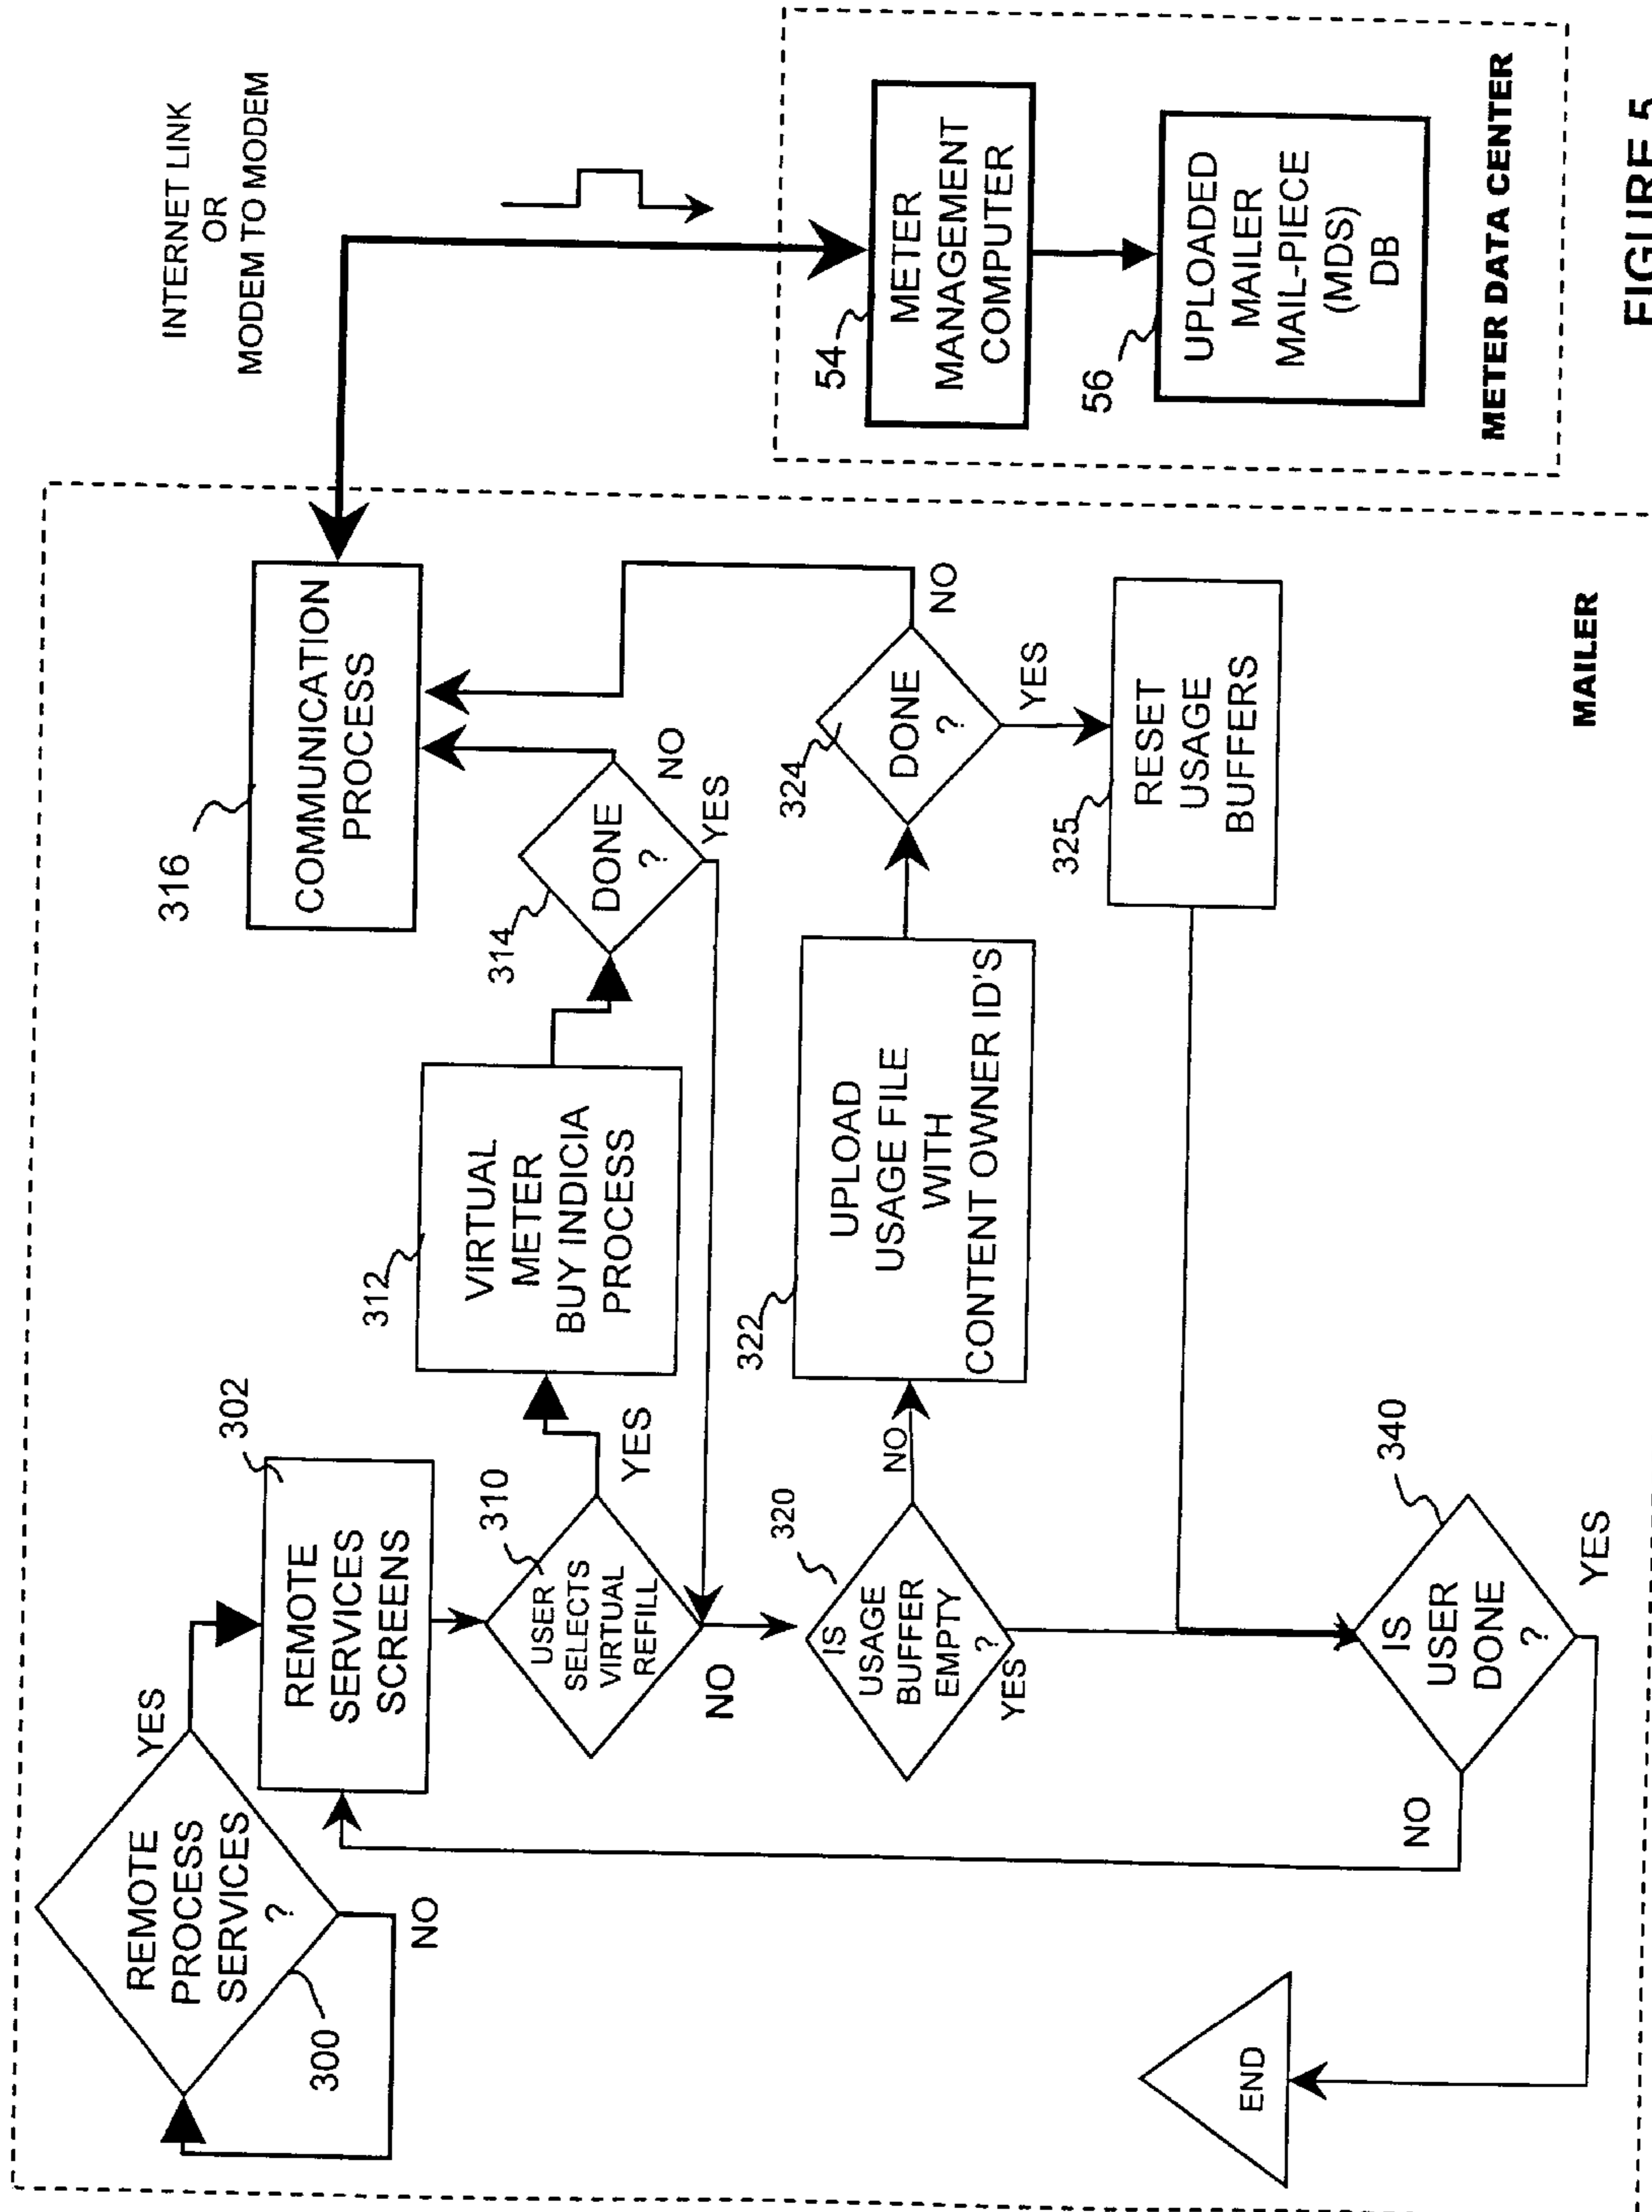 REMOTE
PROCESS
SERVICES
?
300
YES
NO
REMOTE
SERVICES
SCREENS
302
USER
SELECTS
VIRTUAL
REFILL
310
YES
NO
VIRTUAL
METER
BUY INDICIA
PROCESS
312
DONE
?
314
NO
YES
COMMUNICATION
PROCESS
316
IS
USAGE
BUFFER
EMPTY
?
320
NO
YES
UPLOAD
USAGE FILE
WITH
CONTENT OWNER ID'S
322
DONE
?
324
NO
YES
RESET
USAGE
BUFFERS
325
IS
USER
DONE
?
340
NO
YES
END
MAILER
INTERNET LINK
OR
MODEM TO MODEM
METER
MANAGEMENT
COMPUTER
54
UPLOADED
MAILER
MAIL-PIECE
(MDS)
DB
56
METER DATA CENTER
FIGURE 5